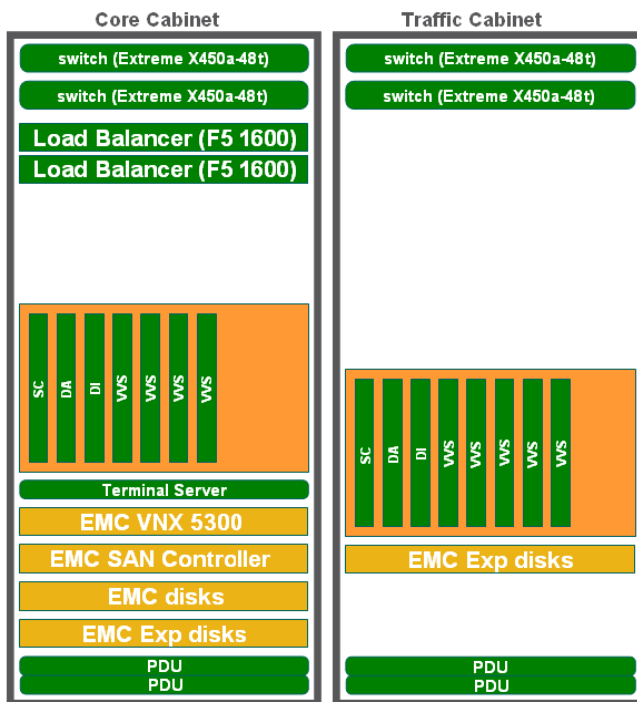 Core Cabinet
switch (Extreme X450a-48t)
switch (Extreme X450a-48t)
Load Balancer (F5 1600)
Load Balancer (F5 1600)
SC
DA
DI
VVS
VVS
VVS
VVS
Terminal Server
EMC VNX 5300
EMC SAN Controller
EMC disks
EMC Exp disks
PDU
PDU
Traffic Cabinet
switch (Extreme X450a-48t)
switch (Extreme X450a-48t)
SC
DA
DI
VVS
VVS
VVS
VVS
VVS
EMC Exp disks
PDU
PDU